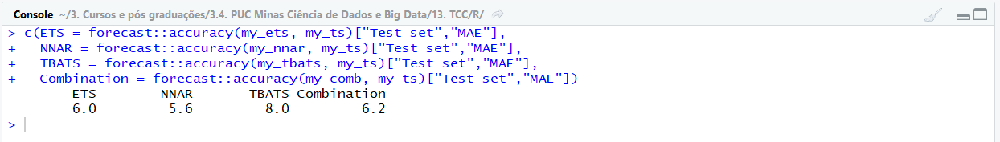 Console ~/3. Cursos e pós graduações/3.4. PUC Minas Ciência de Dados e Big Data/13. TCC/R/
> c(ETS = forecast::accuracy(my_ets, my_ts)["Test set","MAE"],
+   NNAR = forecast::accuracy(my_nnar, my_ts)["Test set","MAE"],
+   TBATS = forecast::accuracy(my_tbats, my_ts)["Test set","MAE"],
+   Combination = forecast::accuracy(my_comb, my_ts)["Test set","MAE"])
        ETS        NNAR       TBATS Combination
        6.0         5.6         8.0         6.2
>